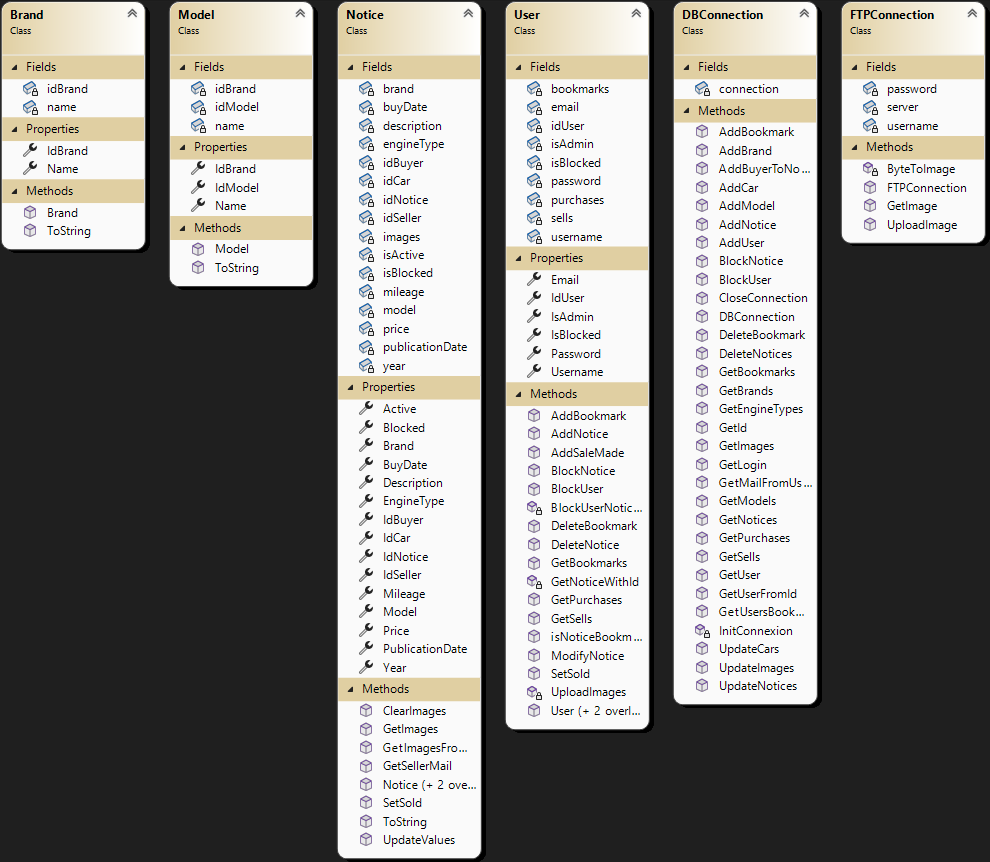 Brand
Class
Fields
idBrand
name
Properties
IdBrand
Name
Methods
Brand
ToString
Model
Class
Fields
idBrand
idModel
name
Properties
IdBrand
IdModel
Name
Methods
Model
ToString
Notice
Class
Fields
brand
buyDate
description
engineType
idBuyer
idCar
idNotice
idSeller
images
isActive
isBlocked
mileage
model
price
publicationDate
year
Properties
Active
Blocked
Brand
BuyDate
Description
EngineType
IdBuyer
IdCar
IdNotice
IdSeller
Mileage
Model
Price
PublicationDate
Year
Methods
ClearImages
GetImages
GetImagesFro...
GetSellerMail
Notice (+ 2 ove...
SetSold
ToString
UpdateValues
User
Class
Fields
bookmarks
email
idUser
isAdmin
isBlocked
password
purchases
sells
username
Properties
Email
IdUser
IsAdmin
IsBlocked
Password
Username
Methods
AddBookmark
AddNotice
AddSaleMade
BlockNotice
BlockUser
BlockUserNotic...
DeleteBookmark
DeleteNotice
GetBookmarks
GetNoticeWithId
GetPurchases
GetSells
isNoticeBookm...
ModifyNotice
SetSold
UploadImages
User (+ 2 overl...
DBConnection
Class
Fields
connection
Methods
AddBookmark
AddBrand
AddBuyerToNo...
AddCar
AddModel
AddNotice
AddUser
BlockNotice
BlockUser
CloseConnection
DBConnection
DeleteBookmark
DeleteNotices
GetBookmarks
GetBrands
GetEngineTypes
GetId
GetImages
GetLogin
GetMailFromUs...
GetModels
GetNotices
GetPurchases
GetSells
GetUser
GetUserFromId
GetUsersBook...
InitConnexion
UpdateCars
UpdateImages
UpdateNotices
FTPConnection
Class
Fields
password
server
username
Methods
ByteToImage
FTPConnection
GetImage
UploadImage